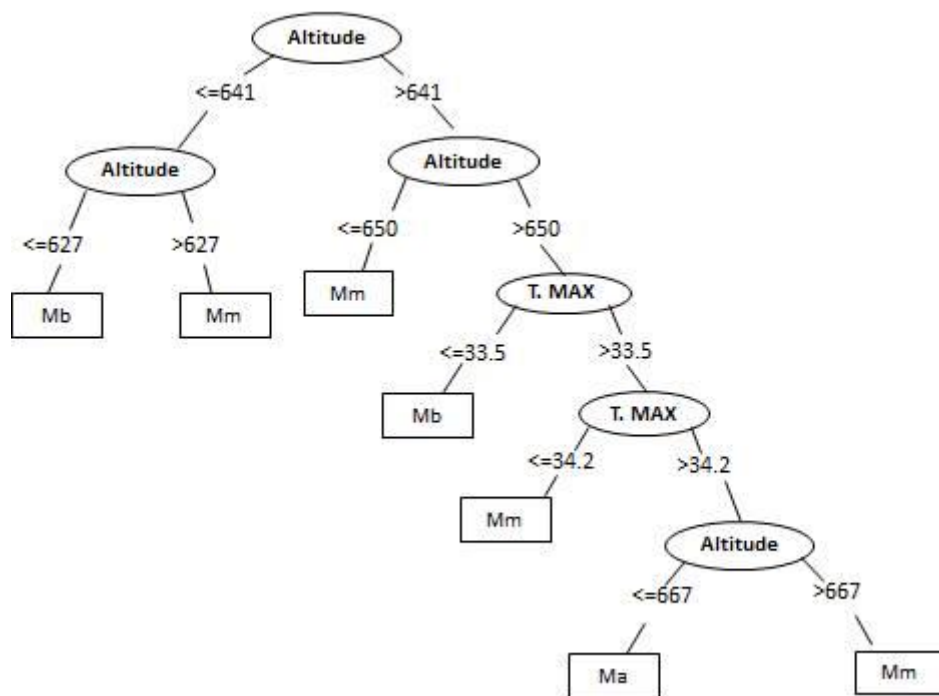 Altitude
<=641
>641
Altitude
Altitude
<=627
>627
<=650
>650
Mb
Mm
Mm
T. MAX
<=33.5
>33.5
Mb
T. MAX
<=34.2
>34.2
Mm
Altitude
<=667
>667
Ma
Mm